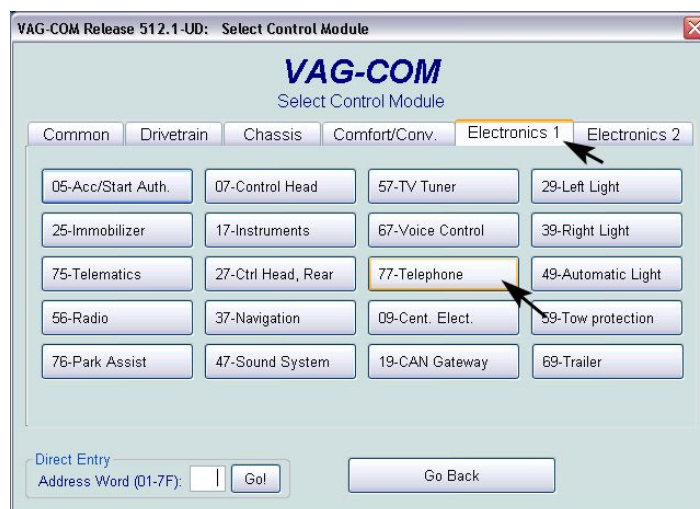 VAG-COM Release 512.1-UD: Select Control Module
VAG-COM
Select Control Module
Common Drivetrain Chassis Comfort/Conv. Electronics 1 Electronics 2
05-Acc/Start Auth. 07-Control Head 57-TV Tuner 29-Left Light
25-Immobilizer 17-Instruments 67-Voice Control 39-Right Light
75-Telematics 27-Ctrl Head, Rear 77-Telephone 49-Automatic Light
56-Radio 37-Navigation 09-Cent. Elect. 59-Tow protection
76-Park Assist 47-Sound System 19-CAN Gateway 69-Trailer
Direct Entry
Address Word (01-7F): Go! Go Back